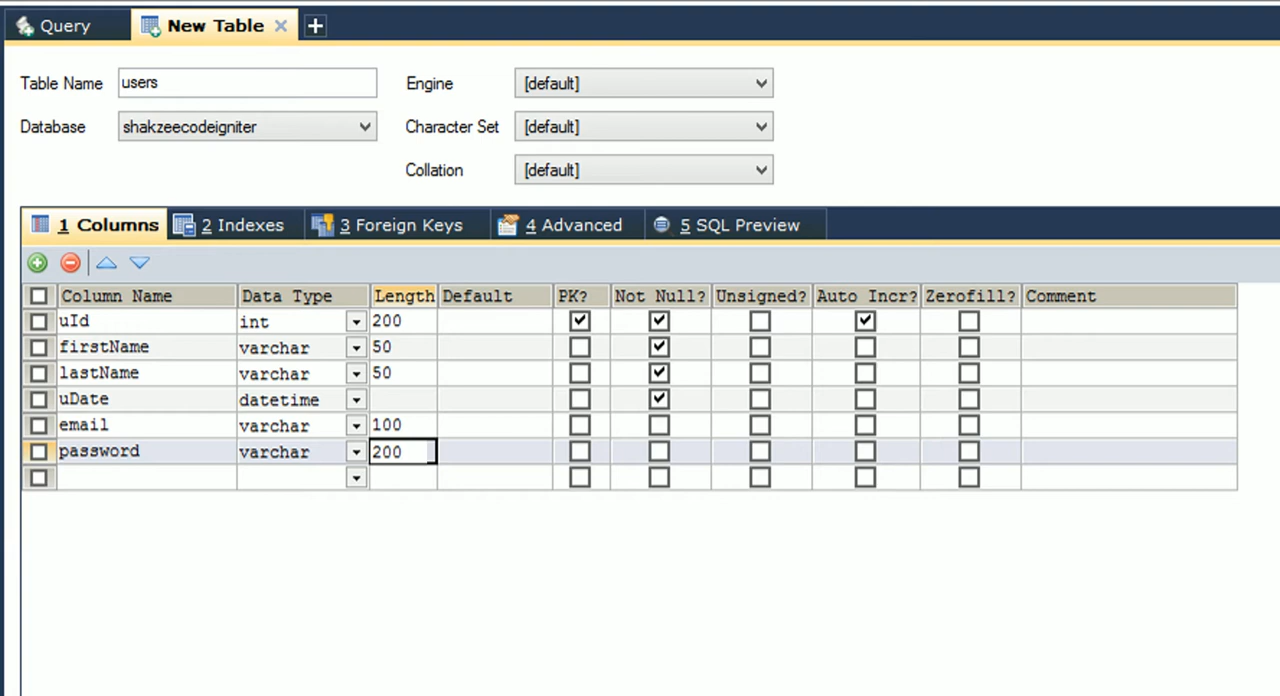 Query New Table
Table Name users Engine [default]
Database shakzeecodeigniter Character Set [default]
Collation [default]
1 Columns 2 Indexes 3 Foreign Keys 4 Advanced 5 SQL Preview
Column Name Data Type Length Default PK? Not Null? Unsigned? Auto Incr? Zerofill? Comment
uId int 200
firstName varchar 50
lastName varchar 50
uDate datetime
email varchar 100
password varchar 200